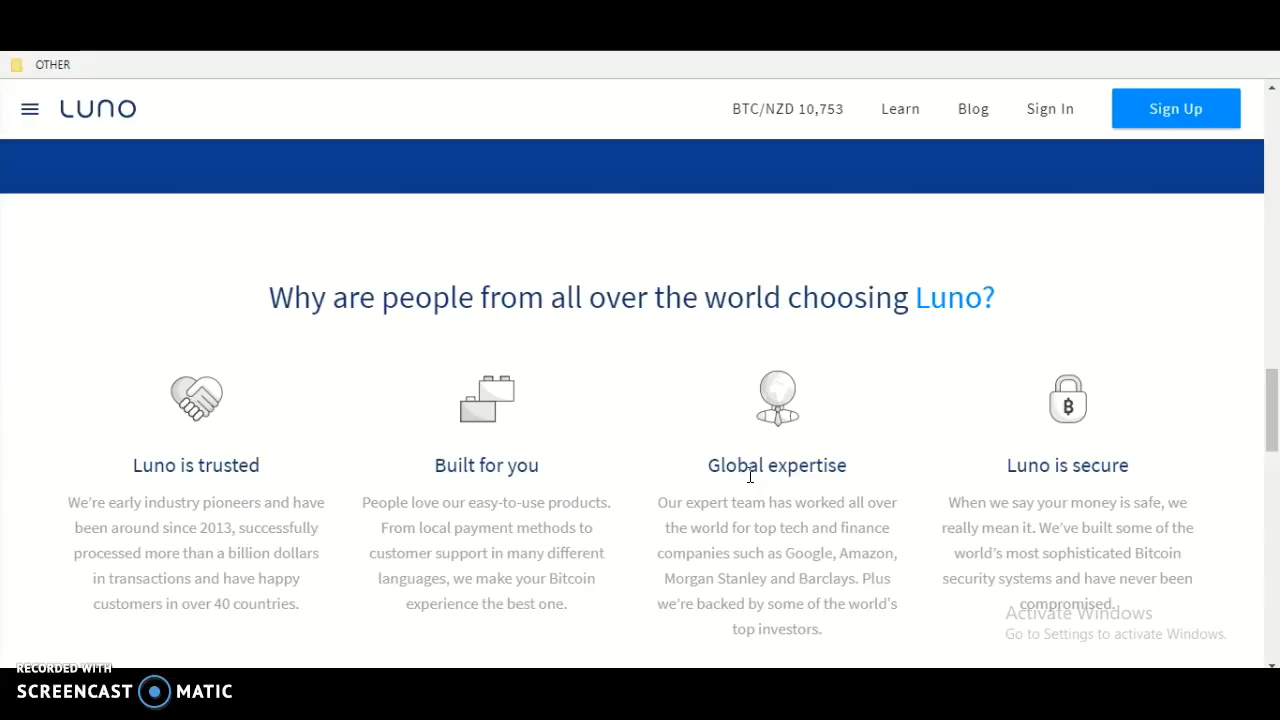 OTHER
LUNO BTC/NZD 10,753 Learn Blog Sign In Sign Up
Why are people from all over the world choosing Luno?
Luno is trusted
We're early industry pioneers and have
been around since 2013, successfully
processed more than a billion dollars
in transactions and have happy
customers in over 40 countries.
Built for you
People love our easy-to-use products.
From local payment methods to
customer support in many different
languages, we make your Bitcoin
experience the best one.
Global expertise
Our expert team has worked all over
the world for top tech and finance
companies such as Google, Amazon,
Morgan Stanley and Barclays. Plus
we're backed by some of the world's
top investors.
Luno is secure
When we say your money is safe, we
really mean it. We've built some of the
world's most sophisticated Bitcoin
security systems and have never been
compromised.
Activate Windows
Go to Settings to activate Windows.
RECORDED WITH
SCREENCAST MATIC